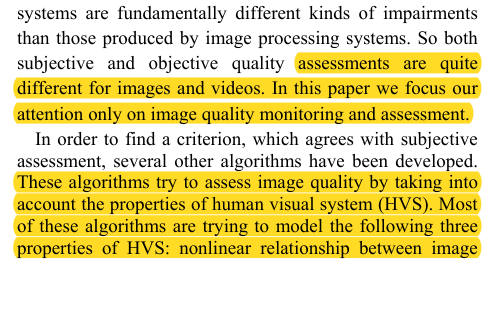 systems are fundamentally different kinds of impairments
than those produced by image processing systems. So both
subjective and objective quality assessments are quite
different for images and videos. In this paper we focus our
attention only on image quality monitoring and assessment.
In order to find a criterion, which agrees with subjective
assessment, several other algorithms have been developed.
These algorithms try to assess image quality by taking into
account the properties of human visual system (HVS). Most
of these algorithms are trying to model the following three
properties of HVS: nonlinear relationship between image